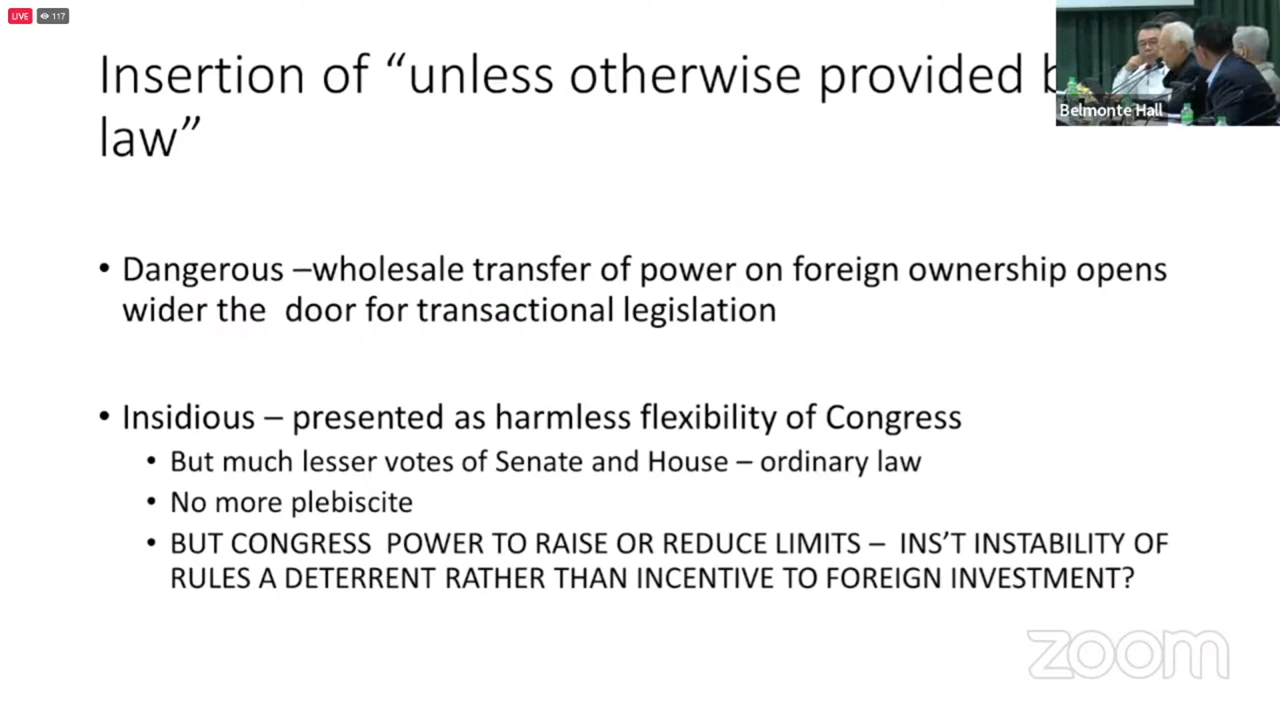 LIVE 117
Insertion of “unless otherwise provided
law”
Belmonte Hall
• Dangerous –wholesale transfer of power on foreign ownership opens
wider the  door for transactional legislation
• Insidious – presented as harmless flexibility of Congress
• But much lesser votes of Senate and House – ordinary law
• No more plebiscite
• BUT CONGRESS  POWER TO RAISE OR REDUCE LIMITS –  INS’T INSTABILITY OF
RULES A DETERRENT RATHER THAN INCENTIVE TO FOREIGN INVESTMENT?
zoom